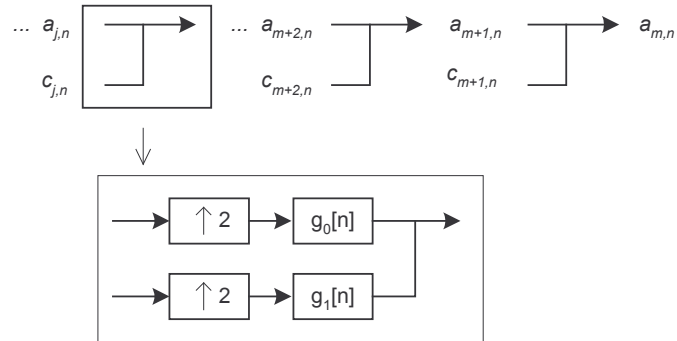 ... a_{j,n} ... a_{m+2,n} a_{m+1,n} a_{m,n}
c_{j,n} c_{m+2,n} c_{m+1,n}
↑ 2 g_0[n]
↑ 2 g_1[n]